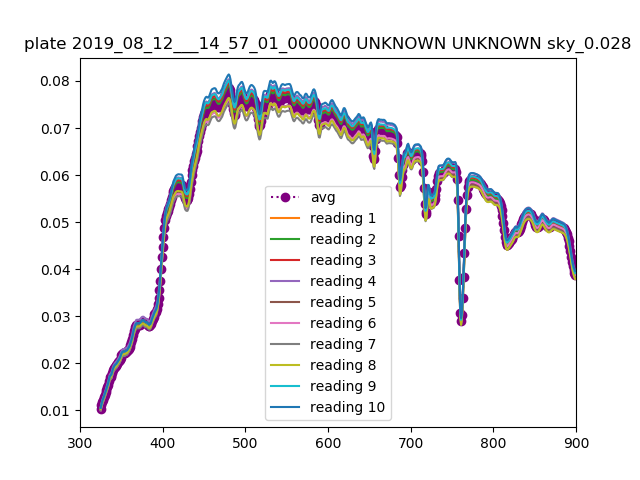 plate 2019_08_12___14_57_01_000000 UNKNOWN UNKNOWN sky_0.028
0.08
0.07
0.06
0.05
0.04
0.03
0.02
0.01
avg
reading 1
reading 2
reading 3
reading 4
reading 5
reading 6
reading 7
reading 8
reading 9
reading 10
300 400 500 600 700 800 900